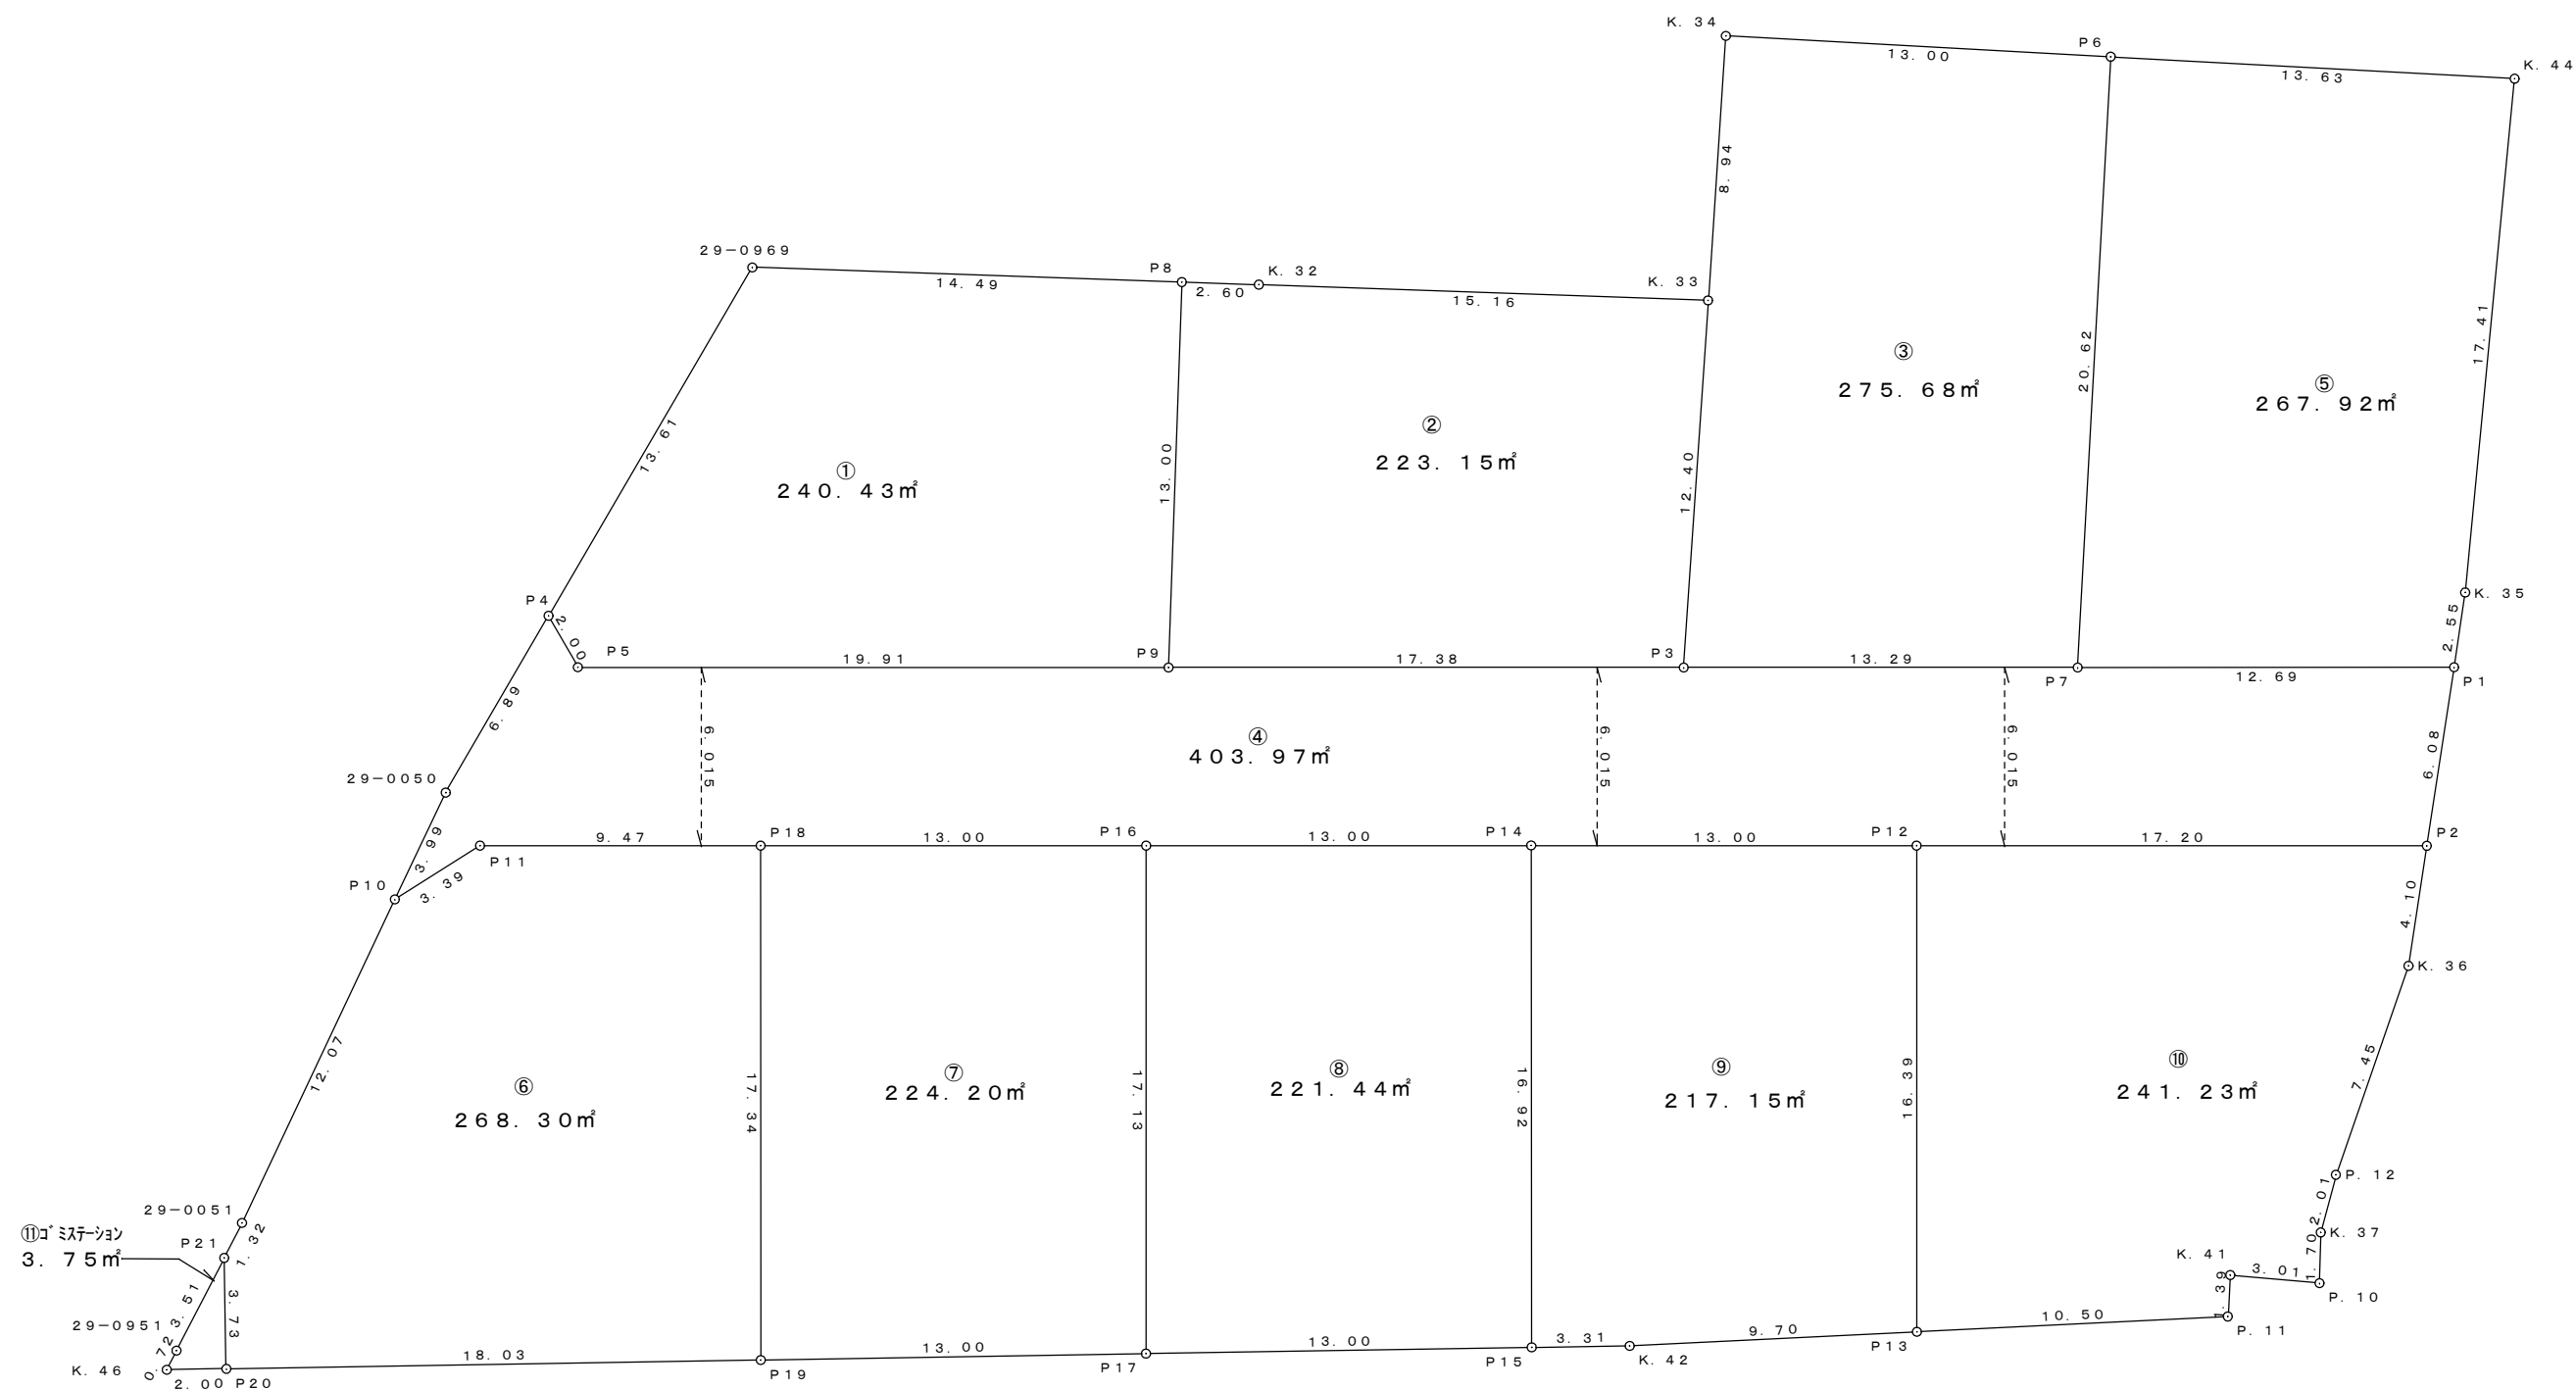 K. 34
P6
K. 44
13. 00
13. 63
8. 94
29-0969
P8
K. 32
K. 33
14. 49
2. 60
15. 16
17. 41
20. 62
③
275. 68㎡
⑤
267. 92㎡
②
223. 15㎡
①
240. 43㎡
13. 61
13. 00
12. 40
P4
2. 00
K. 35
2. 55
P5
19. 91
P9
17. 38
P3
13. 29
P7
12. 69
P1
6. 89
6. 015
6. 015
6. 015
④
403. 97㎡
6. 08
29-0050
3. 99
P10
3. 39
P11
9. 47
P18
13. 00
P16
13. 00
P14
13. 00
P12
17. 20
P2
4. 10
K. 36
12. 07
17. 34
17. 13
16. 92
16. 39
7. 45
⑥
268. 30㎡
⑦
224. 20㎡
⑧
221. 44㎡
⑨
217. 15㎡
⑩
241. 23㎡
P. 12
2. 01
K. 37
1. 70
29-0051
1. 32
P21
⑪ｺﾞﾐｽﾃｰｼｮﾝ
3. 75㎡
3. 51
3. 73
29-0951
0. 72
K. 46
2. 00
P20
18. 03
P19
13. 00
P17
13. 00
P15
3. 31
K. 42
9. 70
P13
10. 50
P. 11
1. 39
K. 41
3. 01
P. 10